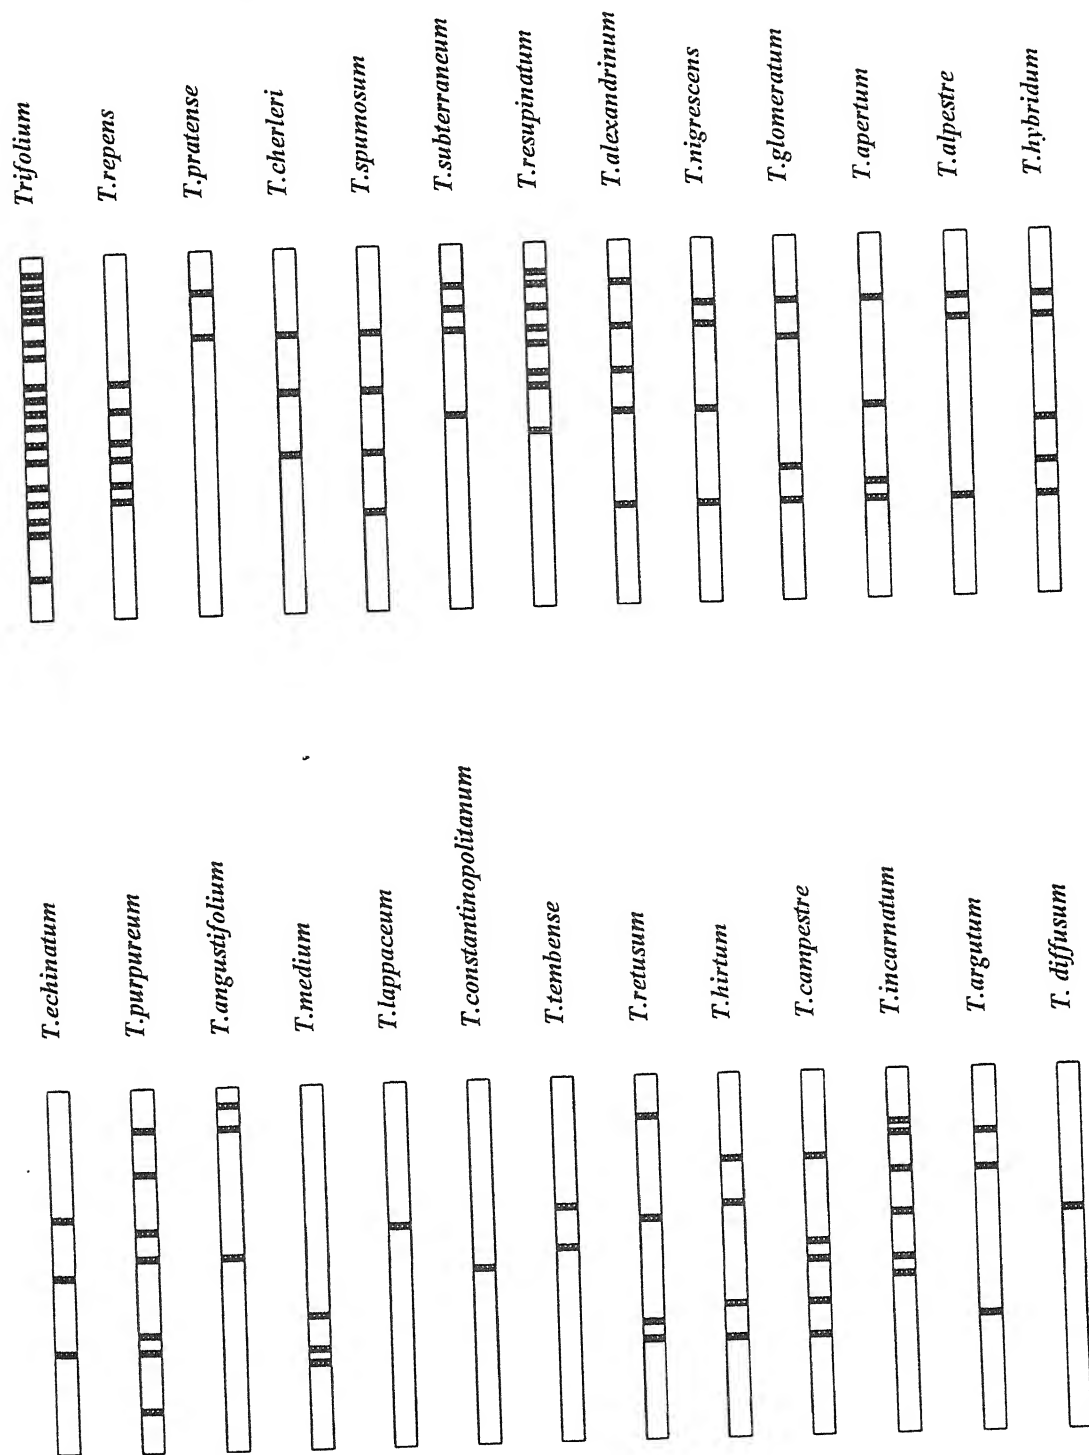 Trifolium
T.repens
T.pratense
T.cherleri
T.spumosum
T.subterraneum
T.resupinatum
T.alexandrinum
T.nigrescens
T.glomeratum
T.apertum
T.alpestre
T.hybridum
T.echinatum
T.purpureum
T.angustifolium
T.medium
T.lappaceum
T.constantinopolitanum
T.tembense
T.retusum
T.hirtum
T.campestre
T.incarnatum
T.argutum
T. diffusum